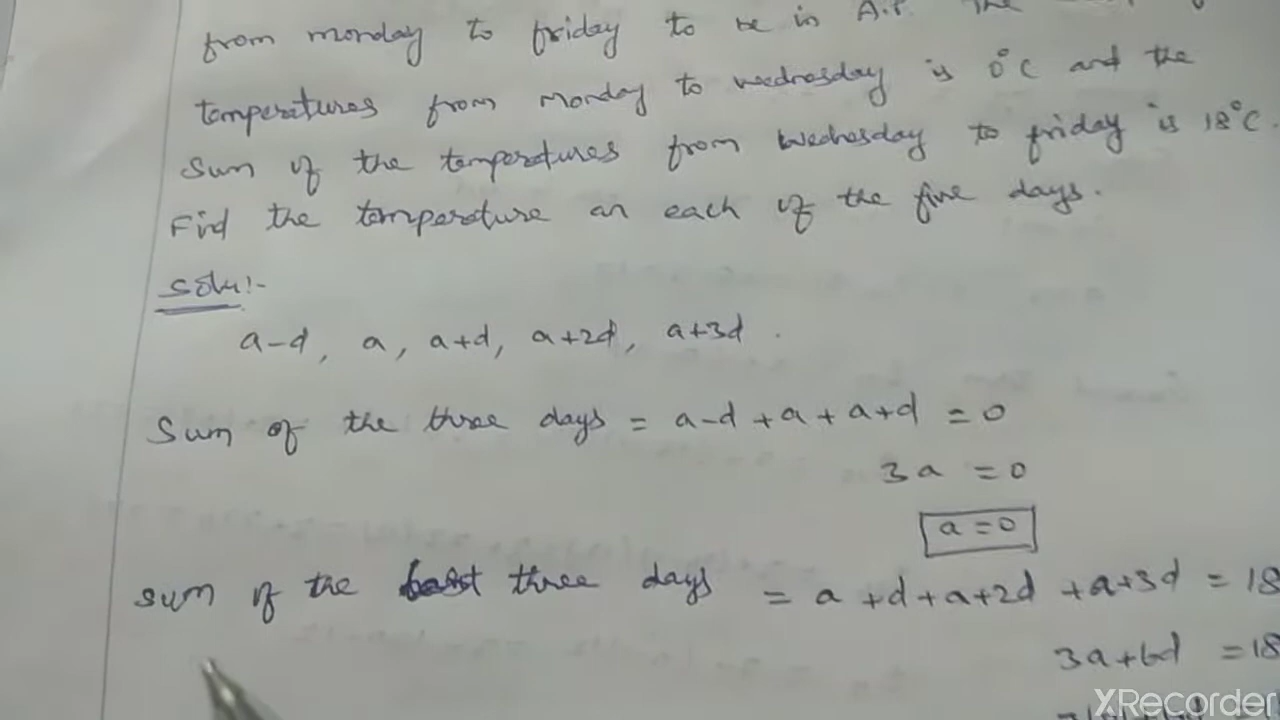 from monday to friday to be in A.P. The
temperatures from Monday to wednesday is 0°C and the
Sum of the temperatures from Wednesday to friday is 18°C.
Find the temperature on each of the five days.
Solu:-
a-d, a, a+d, a+2d, a+3d.
Sum of the three days = a-d+a+a+d = 0
3a = 0
a = 0
sum of the last three days = a+d+a+2d+a+3d = 18
3a+6d = 18
XRecorder